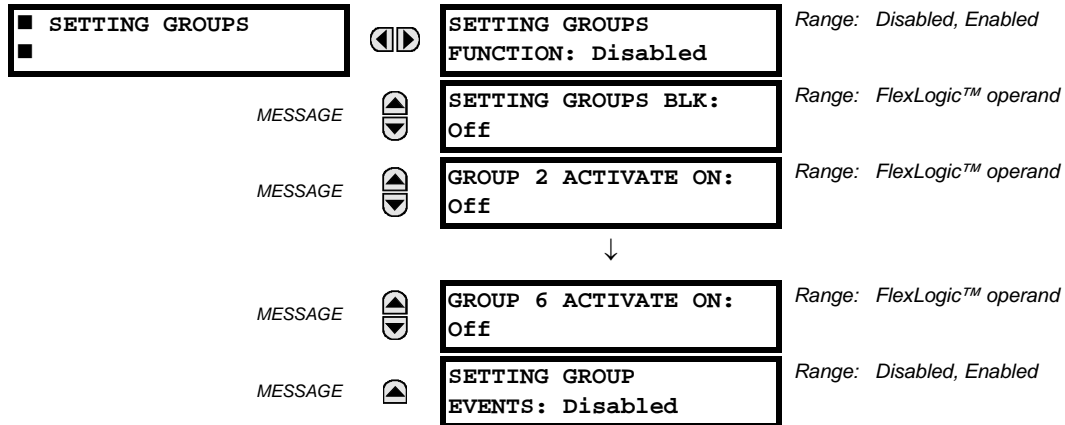 ■ SETTING GROUPS
■
SETTING GROUPS
FUNCTION: Disabled
Range: Disabled, Enabled
MESSAGE
SETTING GROUPS BLK:
Off
Range: FlexLogic™ operand
MESSAGE
GROUP 2 ACTIVATE ON:
Off
Range: FlexLogic™ operand
↓
MESSAGE
GROUP 6 ACTIVATE ON:
Off
Range: FlexLogic™ operand
MESSAGE
SETTING GROUP
EVENTS: Disabled
Range: Disabled, Enabled